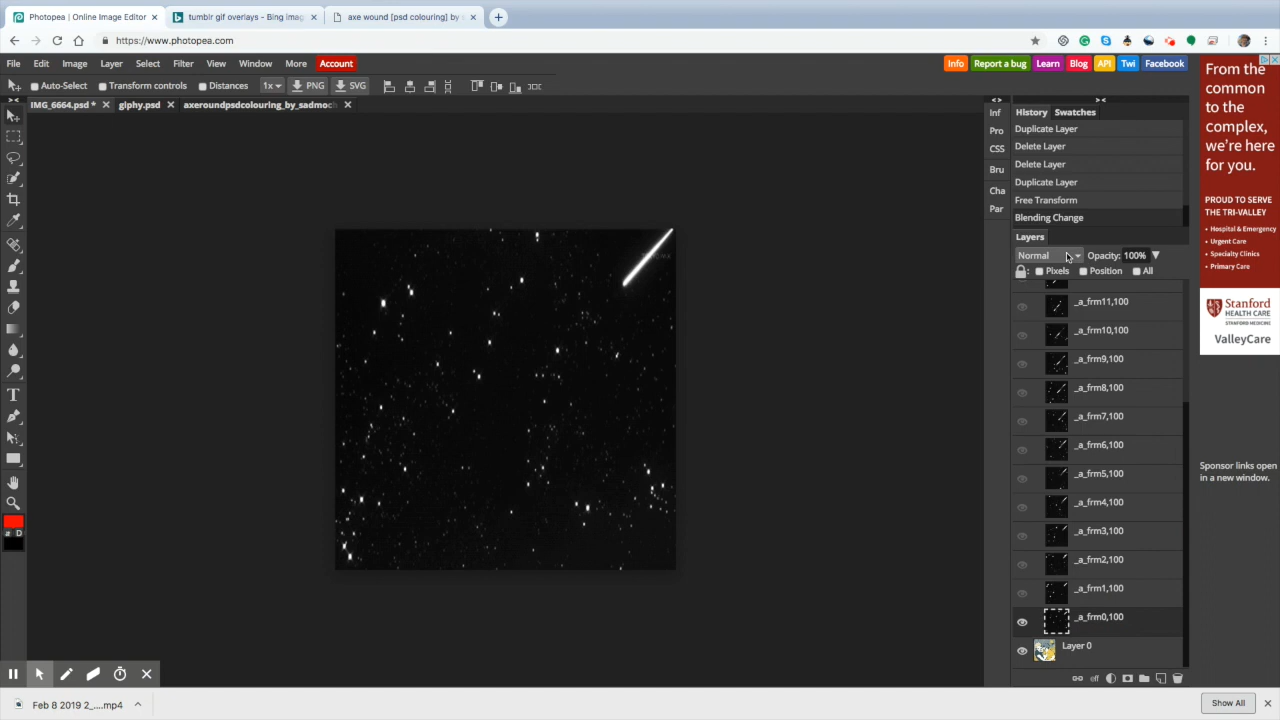 Photopea | Online Image Editor
tumblr gif overlays - Bing imag
axe wound [psd colouring] by s
https://www.photopea.com
File Edit Image Layer Select Filter View Window More Account
Info Report a bug Learn Blog API Twi Facebook
Auto-Select Transform controls Distances 1x PNG SVG
IMG_6664.psd * glphy.psd axeroundpsdcolouring_by_sadmoch
Inf
Pro
CSS
Bru
Cha
Par
History Swatches
Duplicate Layer
Delete Layer
Delete Layer
Duplicate Layer
Free Transform
Blending Change
Layers
Normal Opacity: 100%
Pixels Position All
_a_frm11,100
_a_frm10,100
_a_frm9,100
_a_frm8,100
_a_frm7,100
_a_frm6,100
_a_frm5,100
_a_frm4,100
_a_frm3,100
_a_frm2,100
_a_frm1,100
_a_frm0,100
Layer 0
eff
D
From the
common
to the
complex,
we're here
for you.
PROUD TO SERVE
THE TRI-VALLEY
• Hospital & Emergency
• Urgent Care
• Specialty Clinics
• Primary Care
Stanford
HEALTH CARE
STANFORD MEDICINE
ValleyCare
Sponsor links open
in a new window.
Feb 8 2019 2_....mp4
Show All